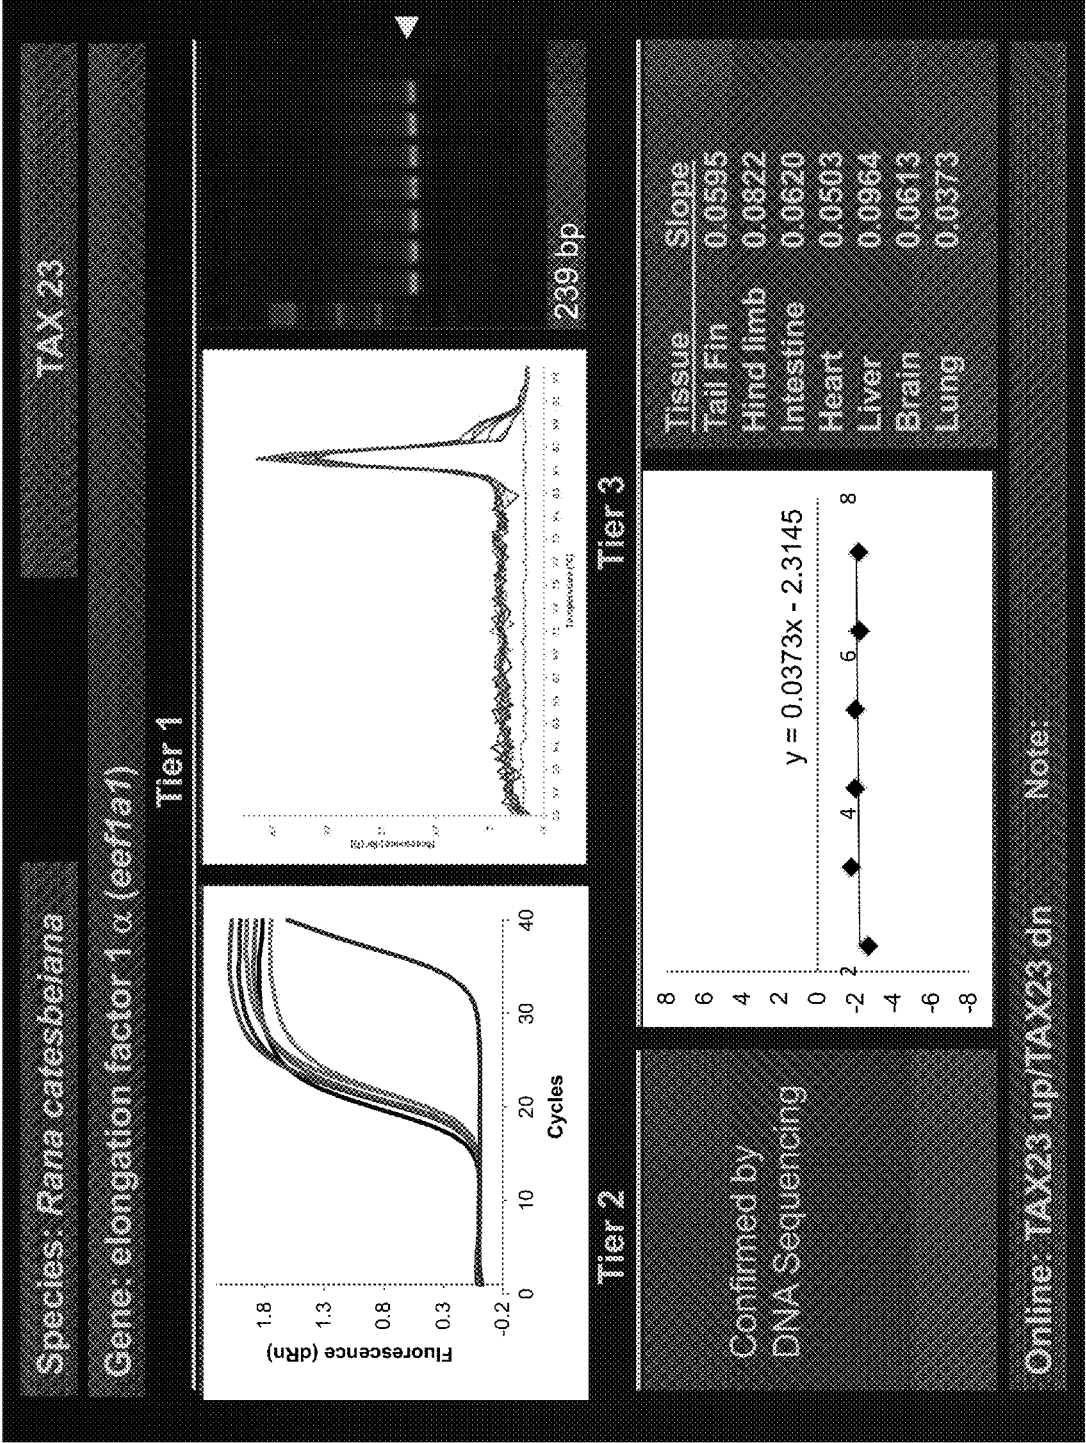 Species: Rana catesbeiana
TAX 23
Gene: elongation factor 1 α (eef1a1)
Tier 1
Fluorescence (dRn)
1.8
1.3
0.8
0.3
-0.2
0
10
20
30
40
Cycles
Temperature (°C)
239 bp
Tier 2
Confirmed by
DNA Sequencing
Tier 3
8
6
4
2
0
-2
-4
-6
-8
2
4
6
8
y = 0.0373x - 2.3145
Tissue Slope
Tail Fin 0.0595
Hind limb 0.0822
Intestine 0.0620
Heart 0.0503
Liver 0.0964
Brain 0.0613
Lung 0.0373
Online: TAX23 up/TAX23 dn Note: